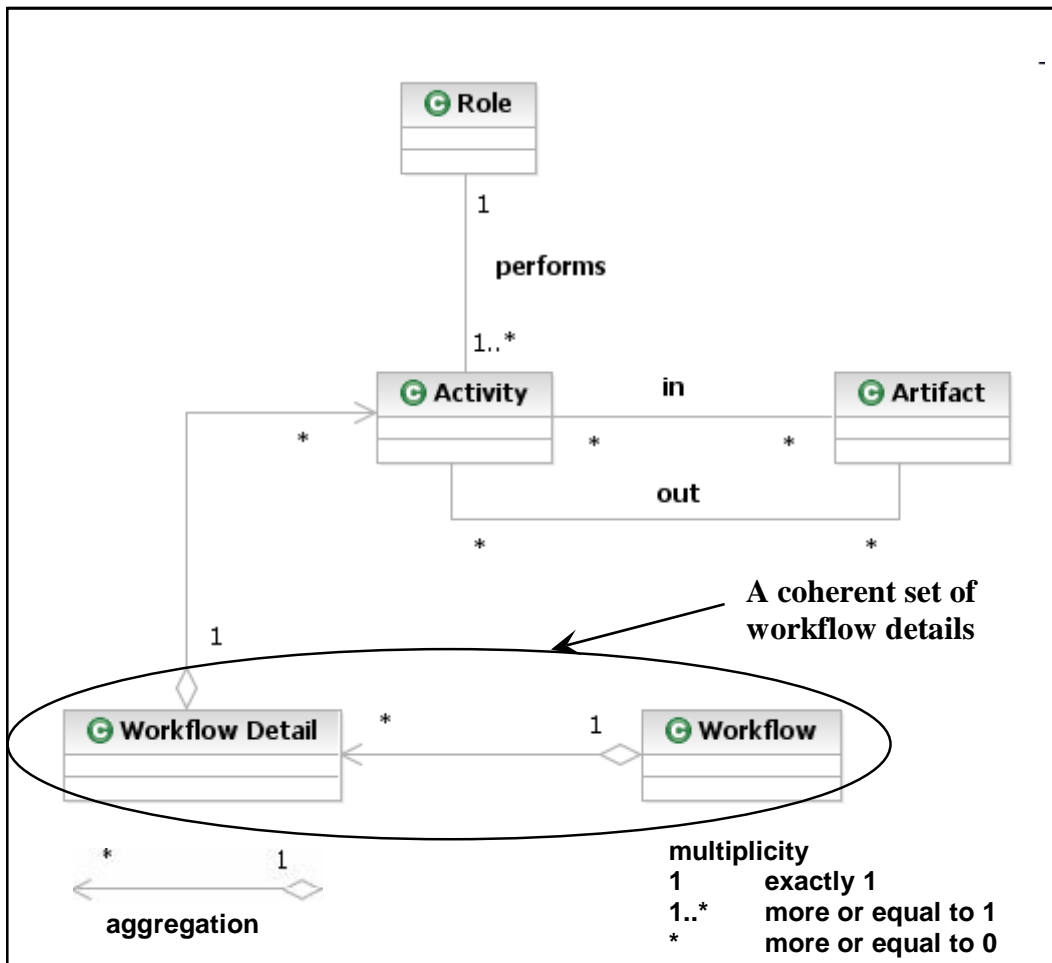 -
C Role
1
performs
1..*
C Activity
in
C Artifact
*
*
*
out
*
*
A coherent set of
workflow details
1
C Workflow Detail
*
1
C Workflow
*
1
aggregation
multiplicity
1 exactly 1
1..* more or equal to 1
* more or equal to 0